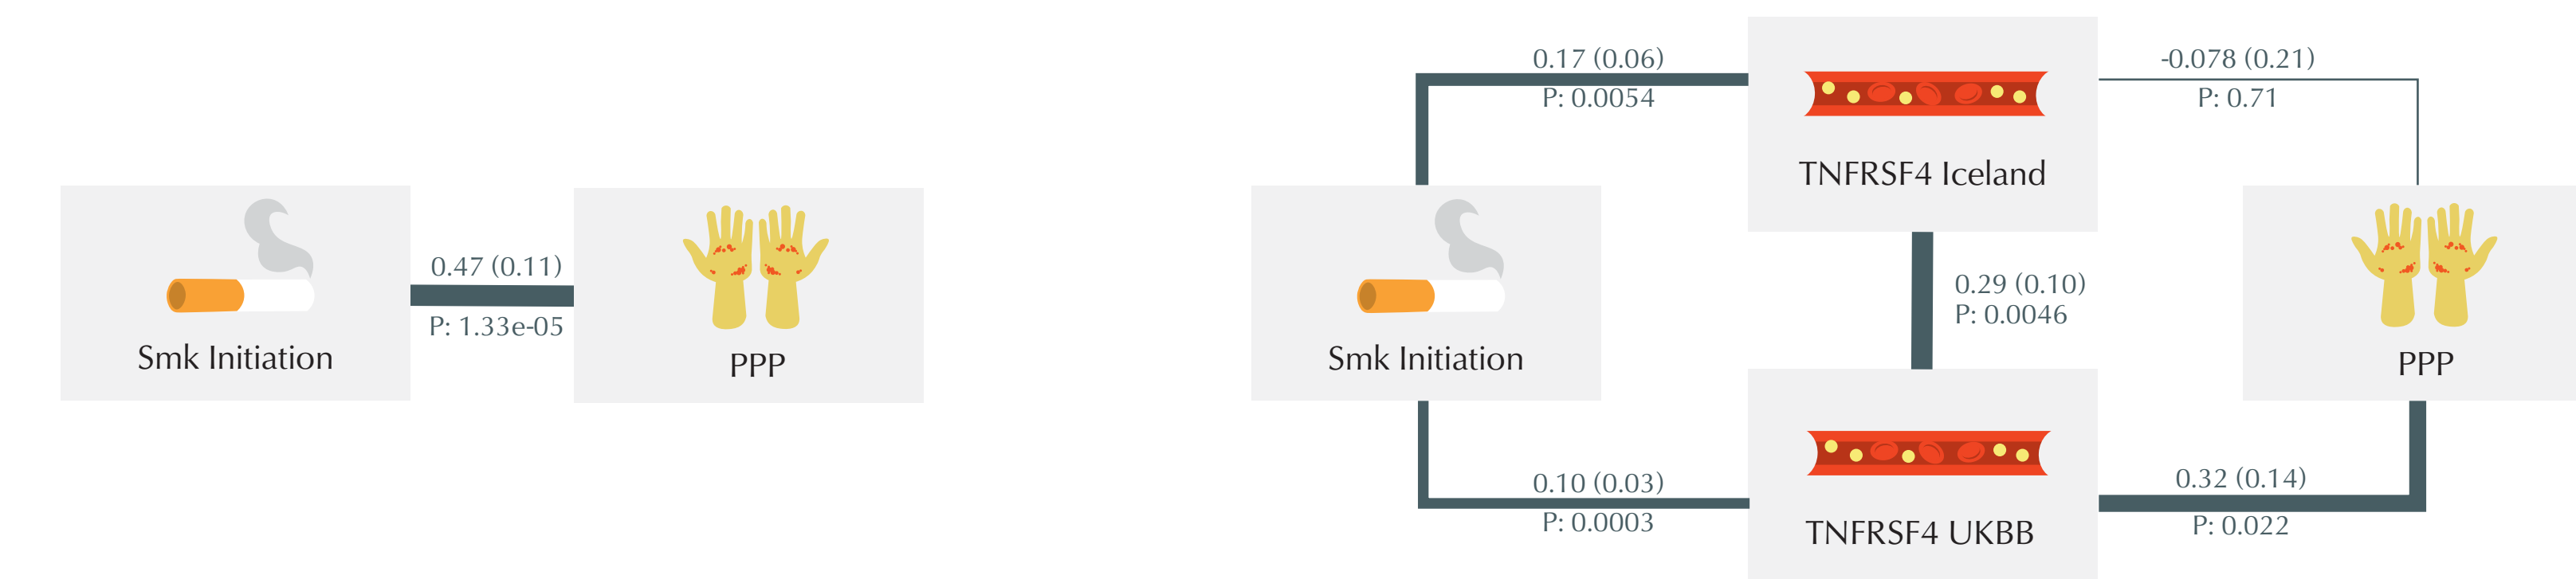 0.47 (0.11)
P: 1.33e-05
Smk Initiation
PPP
0.17 (0.06)
P: 0.0054
-0.078 (0.21)
P: 0.71
TNFRSF4 Iceland
0.29 (0.10)
P: 0.0046
Smk Initiation
PPP
0.10 (0.03)
P: 0.0003
0.32 (0.14)
P: 0.022
TNFRSF4 UKBB